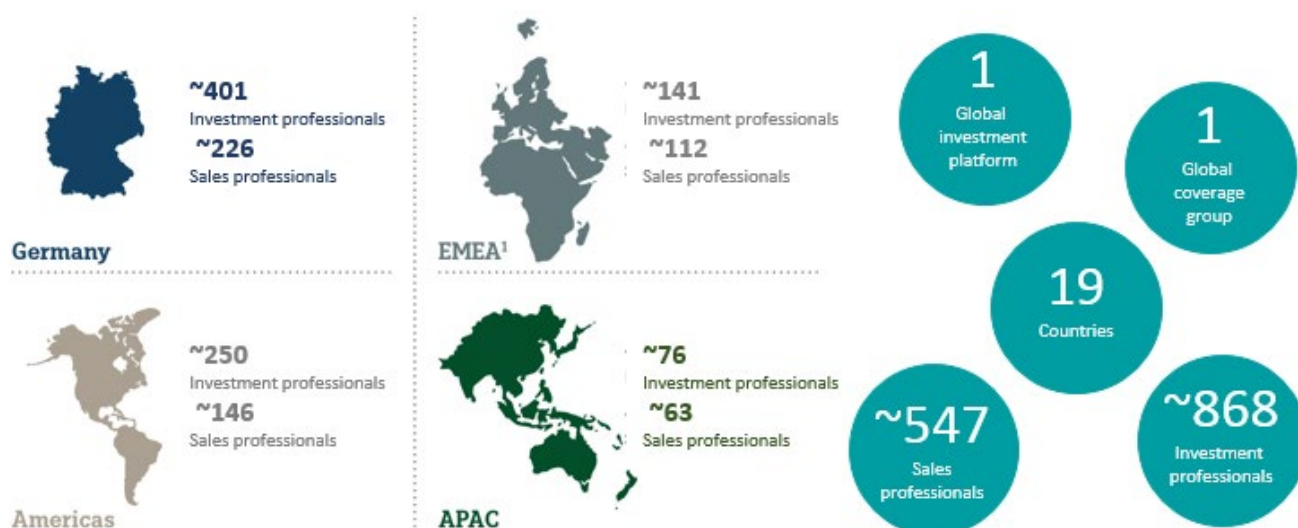 ~401
Investment professionals
~226
Sales professionals
Germany
~141
Investment professionals
~112
Sales professionals
EMEA¹
~250
Investment professionals
~146
Sales professionals
Americas
~76
Investment professionals
~63
Sales professionals
APAC
1
Global
investment
platform
1
Global
coverage
group
19
Countries
~547
Sales
professionals
~868
Investment
professionals